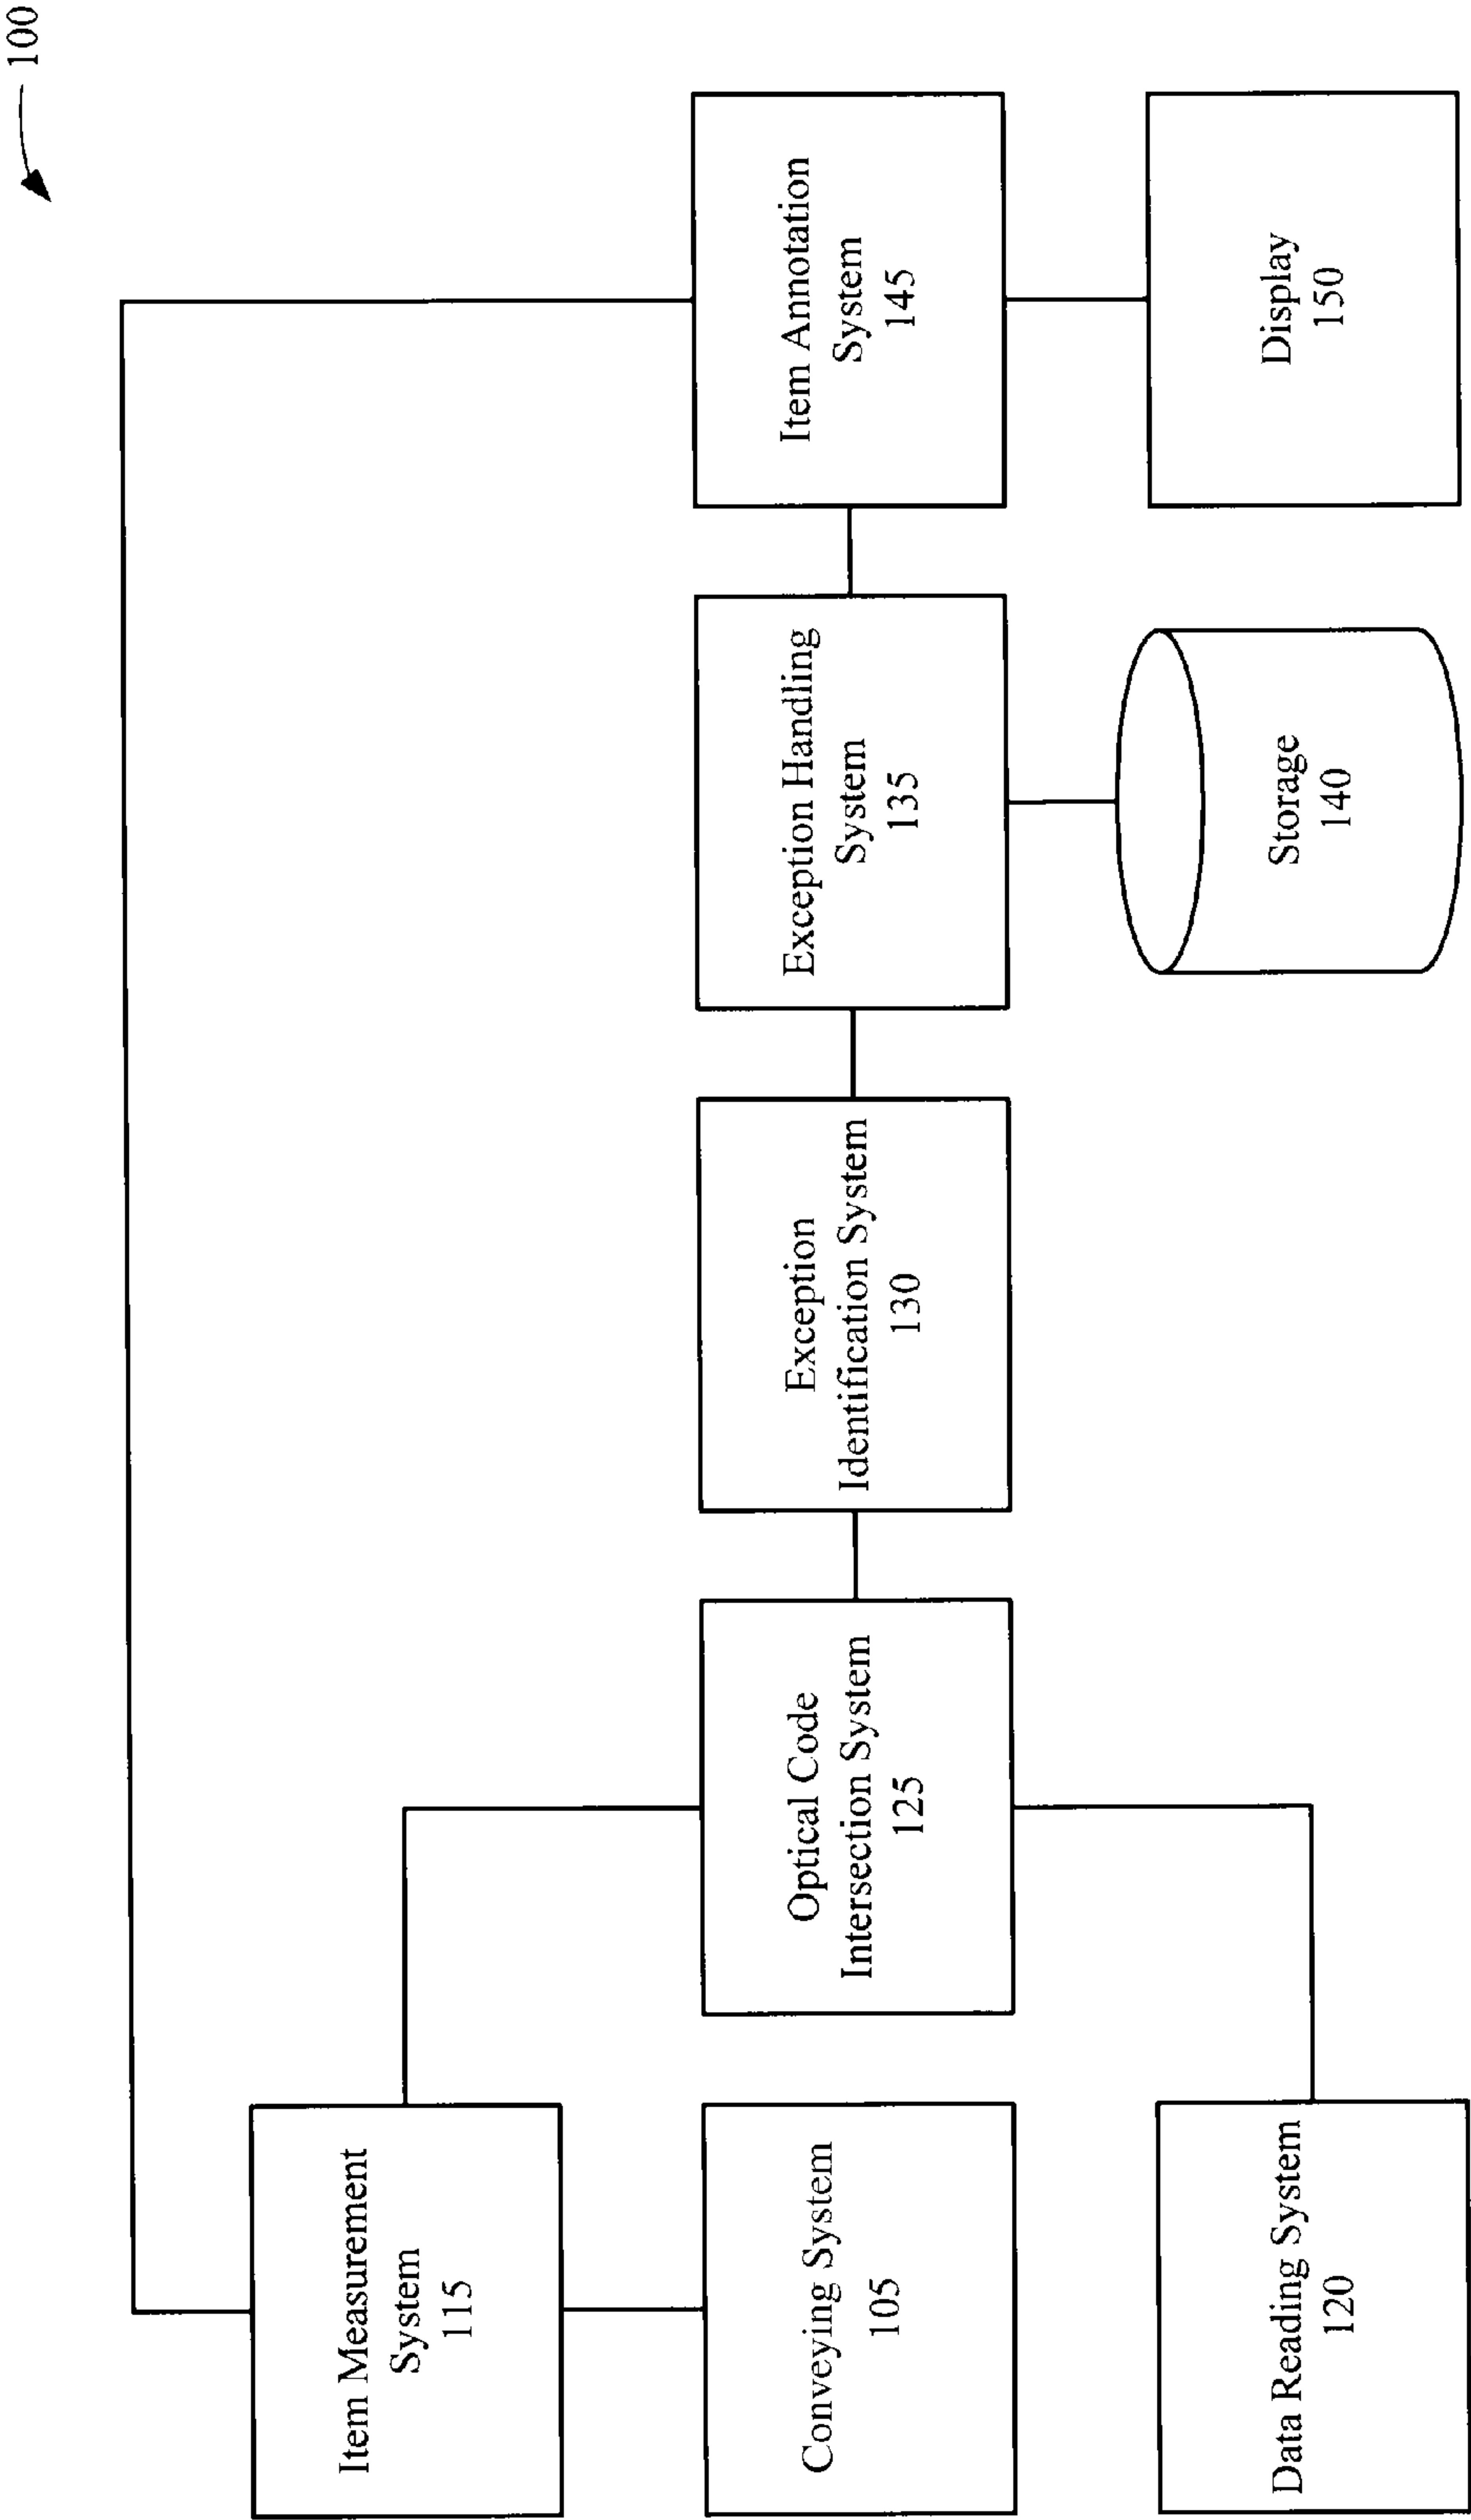 100
Item Measurement
System
115
Conveying System
105
Data Reading System
120
Optical Code
Intersection System
125
Exception
Identification System
130
Exception Handling
System
135
Storage
140
Item Annotation
System
145
Display
150